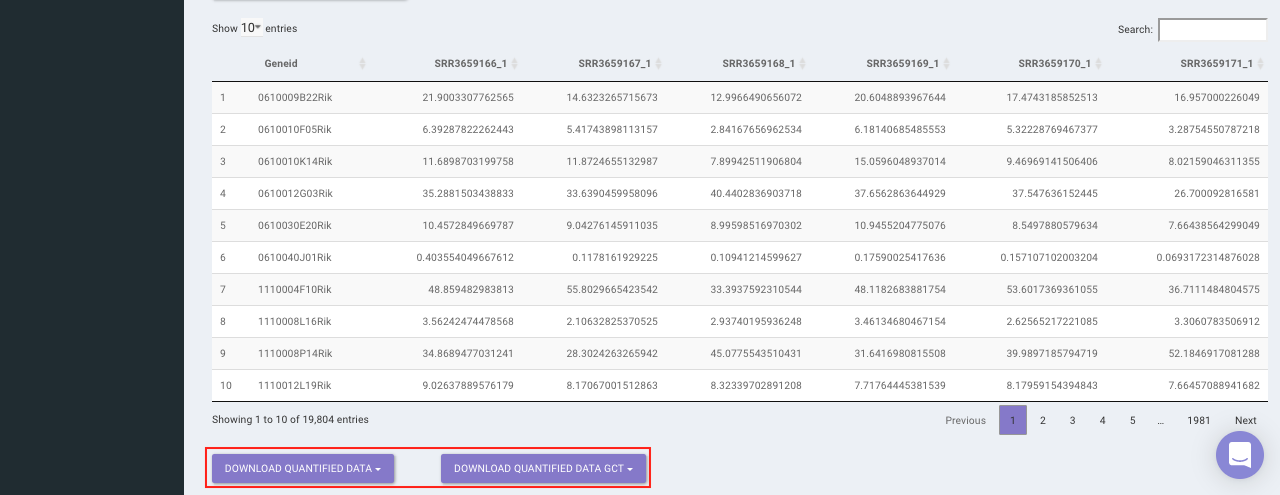 Show 10 entries Search:
Geneid SRR3659166_1 SRR3659167_1 SRR3659168_1 SRR3659169_1 SRR3659170_1 SRR3659171_1
1 0610009B22Rik 21.9003307762565 14.6323265715673 12.9966490656072 20.6048893967644 17.4743185852513 16.957000226049
2 0610010F05Rik 6.39287822262443 5.41743898113157 2.84167656962534 6.18140685485553 5.32228769467377 3.28754550787218
3 0610010K14Rik 11.6898703199758 11.8724655132987 7.89942511906804 15.0596048937014 9.46969141506406 8.02159046311355
4 0610012G03Rik 35.2881503438833 33.6390459958096 40.4402836903718 37.6562863644929 37.547636152445 26.700092816581
5 0610030E20Rik 10.4572849669787 9.04276145911035 8.99598516970302 10.9455204775076 8.5497880579634 7.66438564299049
6 0610040J01Rik 0.403554049667612 0.1178161929225 0.10941214599627 0.17590025417636 0.157107102003204 0.0693172314876028
7 1110004F10Rik 48.859482983813 55.8029665423542 33.3937592310544 48.1182683881754 53.6017369361055 36.7111484804575
8 1110008L16Rik 3.56242474478568 2.10632825370525 2.93740195936248 3.46134680467154 2.62565217221085 3.3060783506912
9 1110008P14Rik 34.8689477031241 28.3024263265942 45.0775543510431 31.6416980815508 39.9897185794719 52.1846917081288
10 1110012L19Rik 9.02637889576179 8.17067001512863 8.32339702891208 7.71764445381539 8.17959154394843 7.66457088941682
Showing 1 to 10 of 19,804 entries Previous 1 2 3 4 5 … 1981 Next
DOWNLOAD QUANTIFIED DATA DOWNLOAD QUANTIFIED DATA GCT